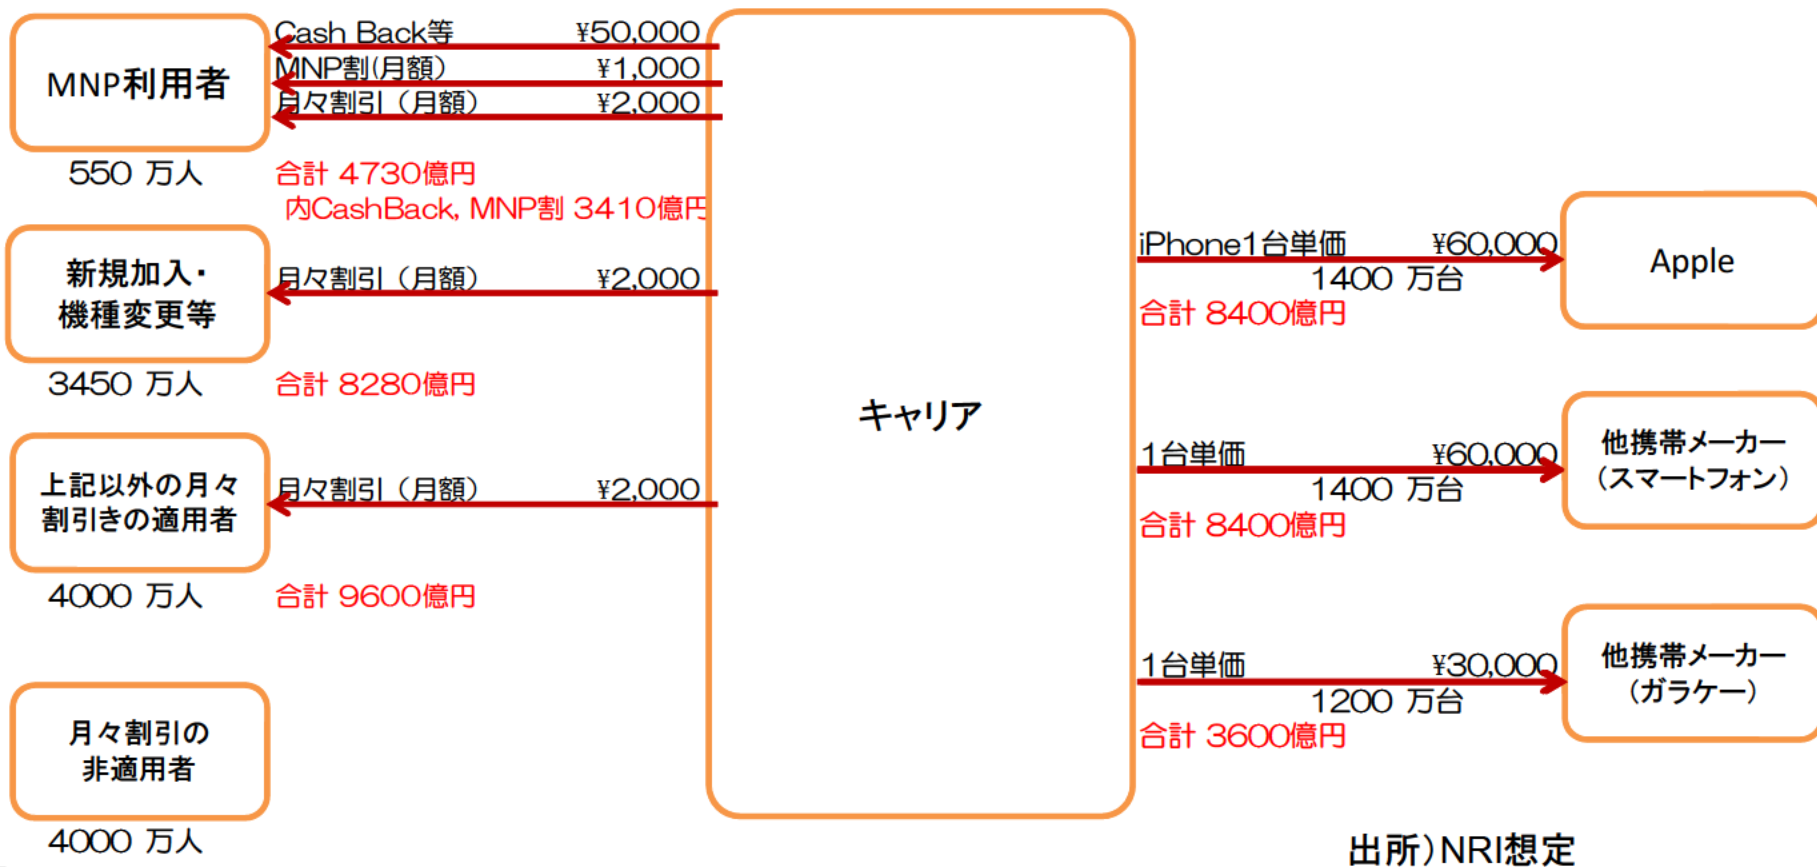 Cash Back等 ¥50,000
MNP割(月額) ¥1,000
月々割引（月額） ¥2,000
MNP利用者
550 万人
合計 4730億円
内CashBack, MNP割 3410億円
新規加入・
機種変更等
月々割引（月額） ¥2,000
3450 万人
合計 8280億円
上記以外の月々
割引きの適用者
月々割引（月額） ¥2,000
4000 万人
合計 9600億円
月々割引の
非適用者
4000 万人
キャリア
iPhone1台単価 ¥60,000
1400 万台
合計 8400億円
Apple
1台単価 ¥60,000
1400 万台
合計 8400億円
他携帯メーカー
（スマートフォン）
1台単価 ¥30,000
1200 万台
合計 3600億円
他携帯メーカー
（ガラケー）
出所）NRI想定